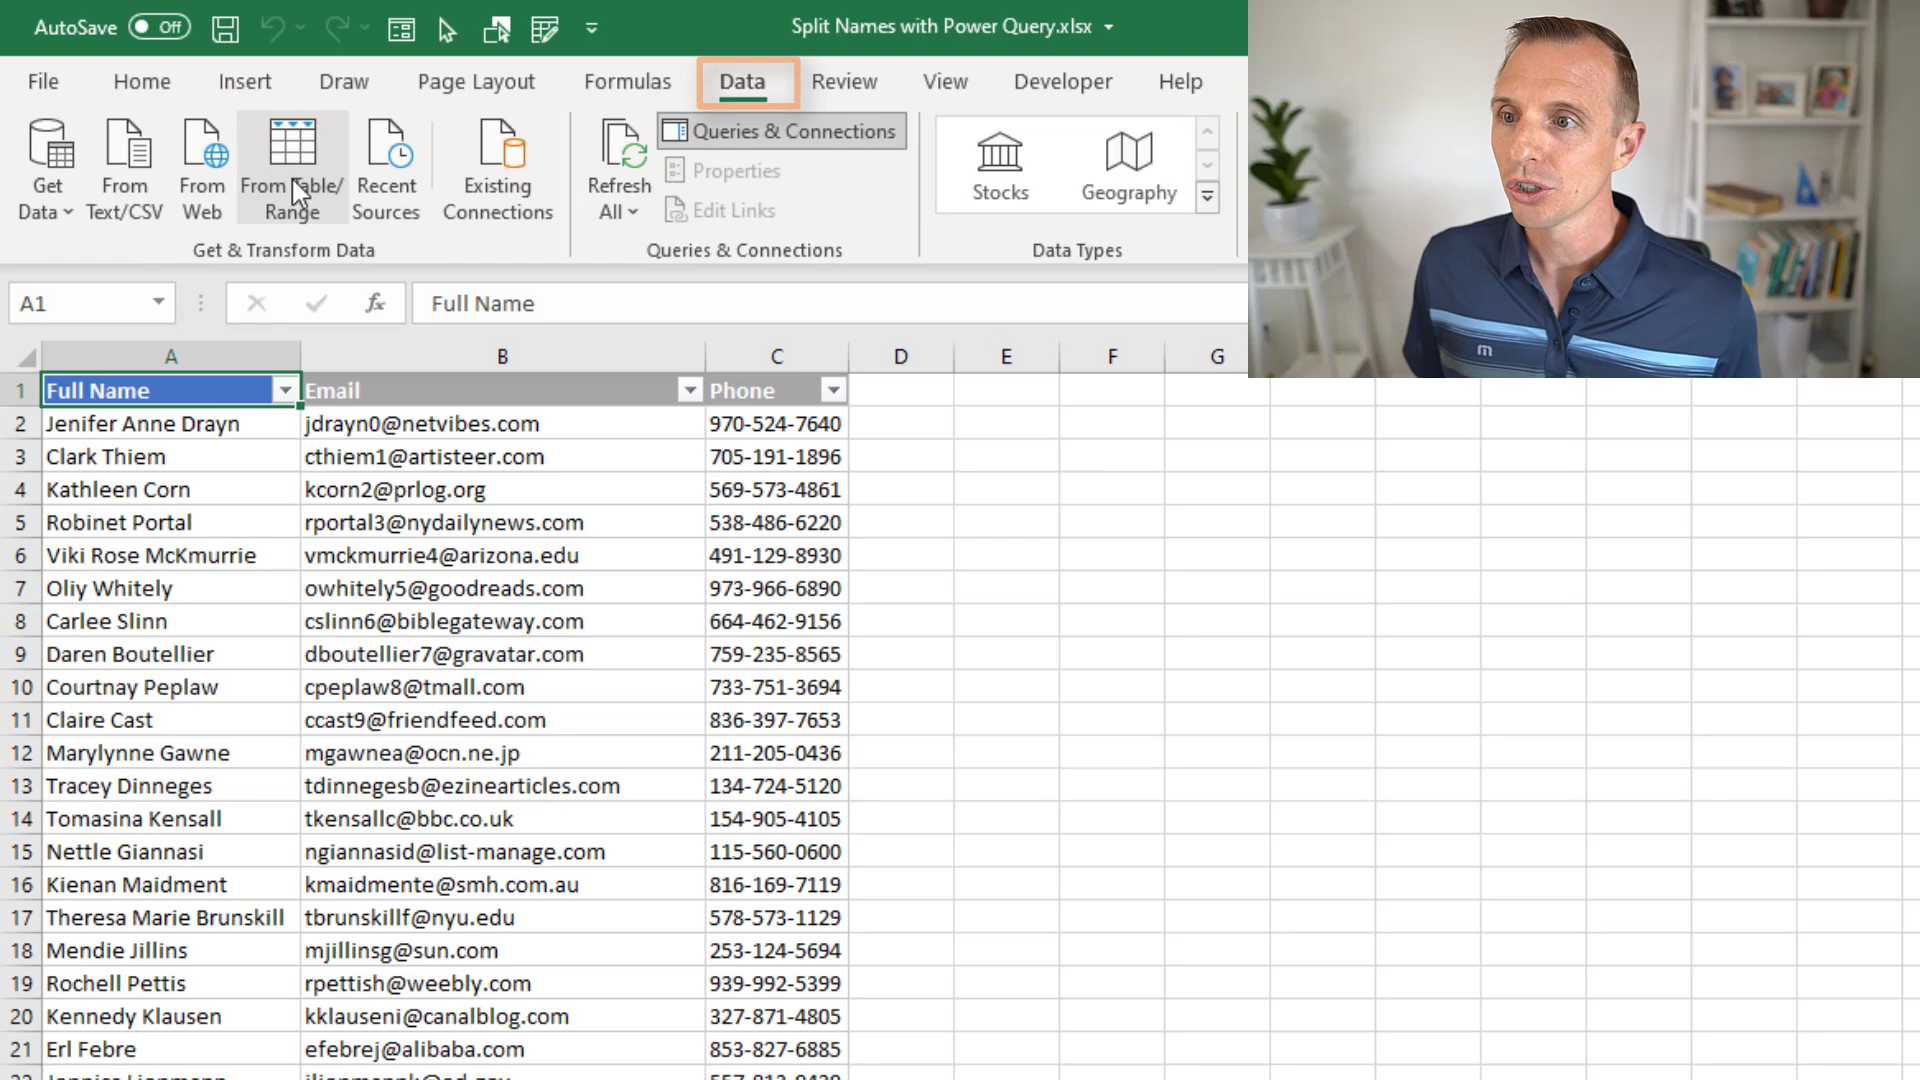 AutoSave Off
Split Names with Power Query.xlsx
File Home Insert Draw Page Layout Formulas Data Review View Developer Help
Get Data
From Text/CSV
From Web
From Table/ Range
Recent Sources
Existing Connections
Refresh All
Queries & Connections
Properties
Edit Links
Stocks
Geography
Get & Transform Data
Queries & Connections
Data Types
A1 fx Full Name
A B C D E F G
1 Full Name Email Phone
2 Jenifer Anne Drayn jdrayn0@netvibes.com 970-524-7640
3 Clark Thiem cthiem1@artisteer.com 705-191-1896
4 Kathleen Corn kcorn2@prlog.org 569-573-4861
5 Robinet Portal rportal3@nydailynews.com 538-486-6220
6 Viki Rose McKmurrie vmckmurrie4@arizona.edu 491-129-8930
7 Oliy Whitely owhitely5@goodreads.com 973-966-6890
8 Carlee Slinn cslinn6@biblegateway.com 664-462-9156
9 Daren Boutellier dboutellier7@gravatar.com 759-235-8565
10 Courtnay Peplaw cpeplaw8@tmall.com 733-751-3694
11 Claire Cast ccast9@friendfeed.com 836-397-7653
12 Marylynne Gawne mgawnea@ocn.ne.jp 211-205-0436
13 Tracey Dinneges tdinnegesb@ezinearticles.com 134-724-5120
14 Tomasina Kensall tkensallc@bbc.co.uk 154-905-4105
15 Nettle Giannasi ngiannasid@list-manage.com 115-560-0600
16 Kienan Maidment kmaidmente@smh.com.au 816-169-7119
17 Theresa Marie Brunskill tbrunskillf@nyu.edu 578-573-1129
18 Mendie Jillins mjillinsg@sun.com 253-124-5694
19 Rochell Pettis rpettish@weebly.com 939-992-5399
20 Kennedy Klausen kklauseni@canalblog.com 327-871-4805
21 Erl Febre efebrej@alibaba.com 853-827-6885